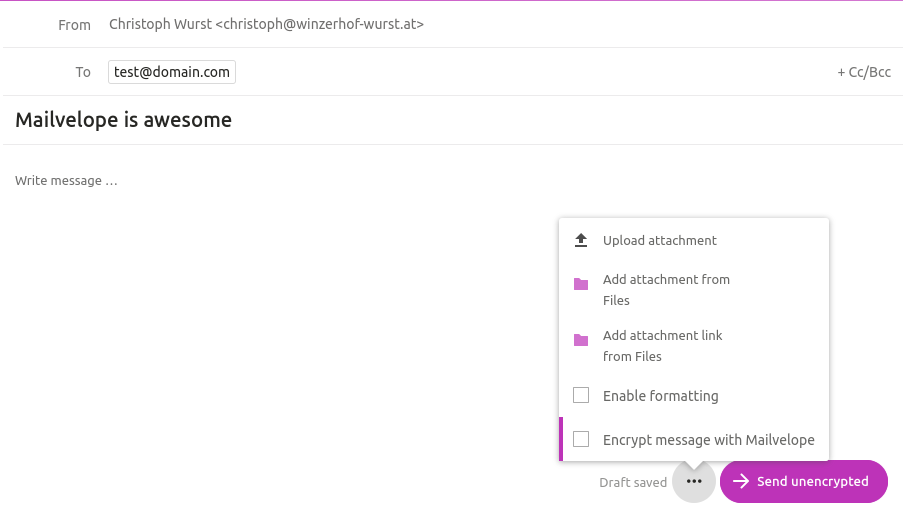 From Christoph Wurst <christoph@winzerhof-wurst.at>
To test@domain.com + Cc/Bcc
Mailvelope is awesome
Write message …
Upload attachment
Add attachment from
Files
Add attachment link
from Files
Enable formatting
Encrypt message with Mailvelope
Draft saved Send unencrypted